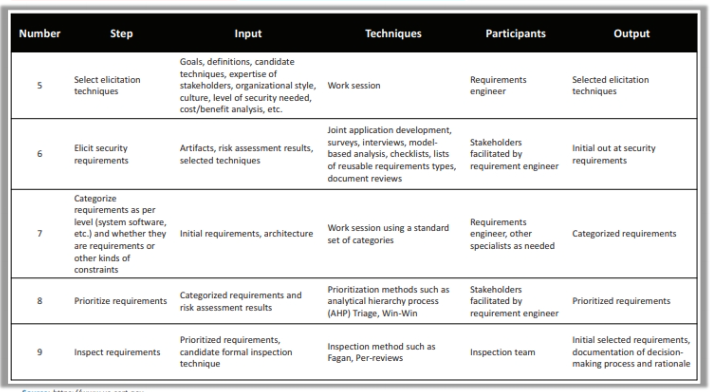 Number Step Input Techniques Participants Output
5
Select elicitation
techniques
Goals, definitions, candidate
techniques, expertise of
stakeholders, organizational style,
culture, level of security needed,
cost/benefit analysis, etc.
Work session
Requirements
engineer
Selected elicitation
techniques
6
Elicit security
requirements
Artifacts, risk assessment results,
selected techniques
Joint application development,
surveys, interviews, model-
based analysis, checklists, lists
of reusable requirements types,
document reviews
Stakeholders
facilitated by
requirement engineer
Initial out at security
requirements
7
Categorize
requirements as per
level (system software,
etc.) and whether they
are requirements or
other kinds of
constraints
Initial requirements, architecture
Work session using a standard
set of categories
Requirements
engineer, other
specialists as needed
Categorized requirements
8
Prioritize requirements
Categorized requirements and
risk assessment results
Prioritization methods such as
analytical hierarchy process
(AHP) Triage, Win-Win
Stakeholders
facilitated by
requirement engineer
Prioritized requirements
9
Inspect requirements
Prioritized requirements,
candidate formal inspection
technique
Inspection method such as
Fagan, Per-reviews
Inspection team
Initial selected requirements,
documentation of decision-
making process and rationale